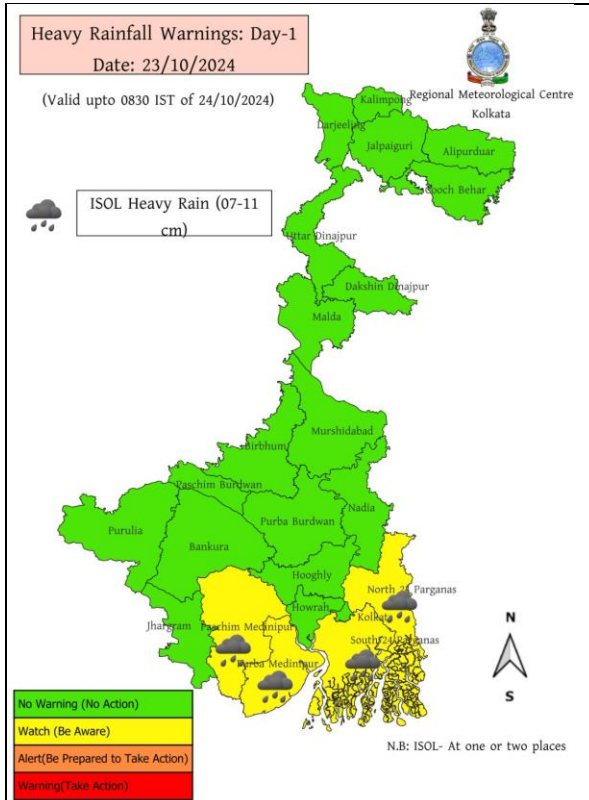 Heavy Rainfall Warnings: Day-1
Date: 23/10/2024
(Valid upto 0830 IST of 24/10/2024)
Regional Meteorological Centre
Kolkata
ISOL Heavy Rain (07-11
cm)
Kalimpong
Darjeeling
Jalpaiguri
Alipurduar
Cooch Behar
Uttar Dinajpur
Dakshin Dinajpur
Malda
Murshidabad
Birbhum
Paschim Burdwan
Nadia
Purba Burdwan
Purulia
Bankura
Hooghly
North 24 Parganas
Howrah
Kolkata
Jhargram
Paschim Medinipur
South 24 Parganas
Purba Medinipur
N
S
No Warning (No Action)
Watch (Be Aware)
Alert(Be Prepared to Take Action)
Warning(Take Action)
N.B: ISOL- At one or two places